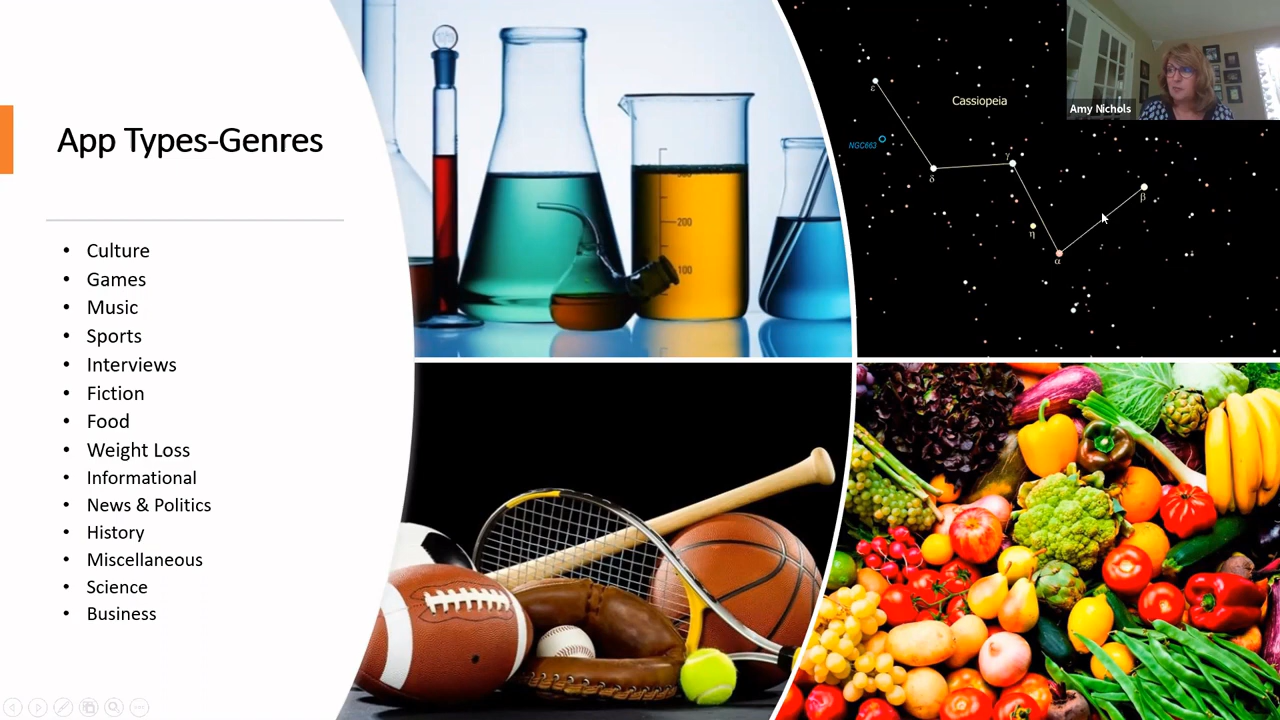 App Types-Genres
Culture
Games
Music
Sports
Interviews
Fiction
Food
Weight Loss
Informational
News & Politics
History
Miscellaneous
Science
Business
200
100
Cassiopeia
ε
NGC663
δ
γ
η
α
β
Amy Nichols